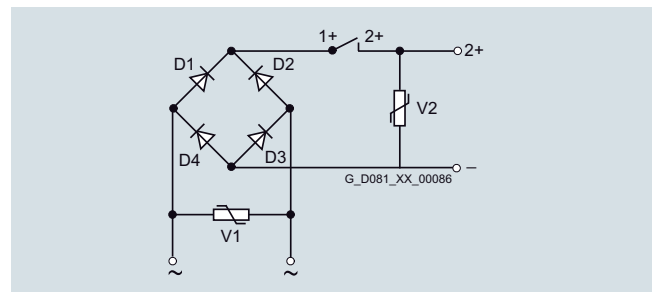 1+ 2+
2+
D1 D2
V2
D4 D3
–
G_D081_XX_00086
V1
~ ~